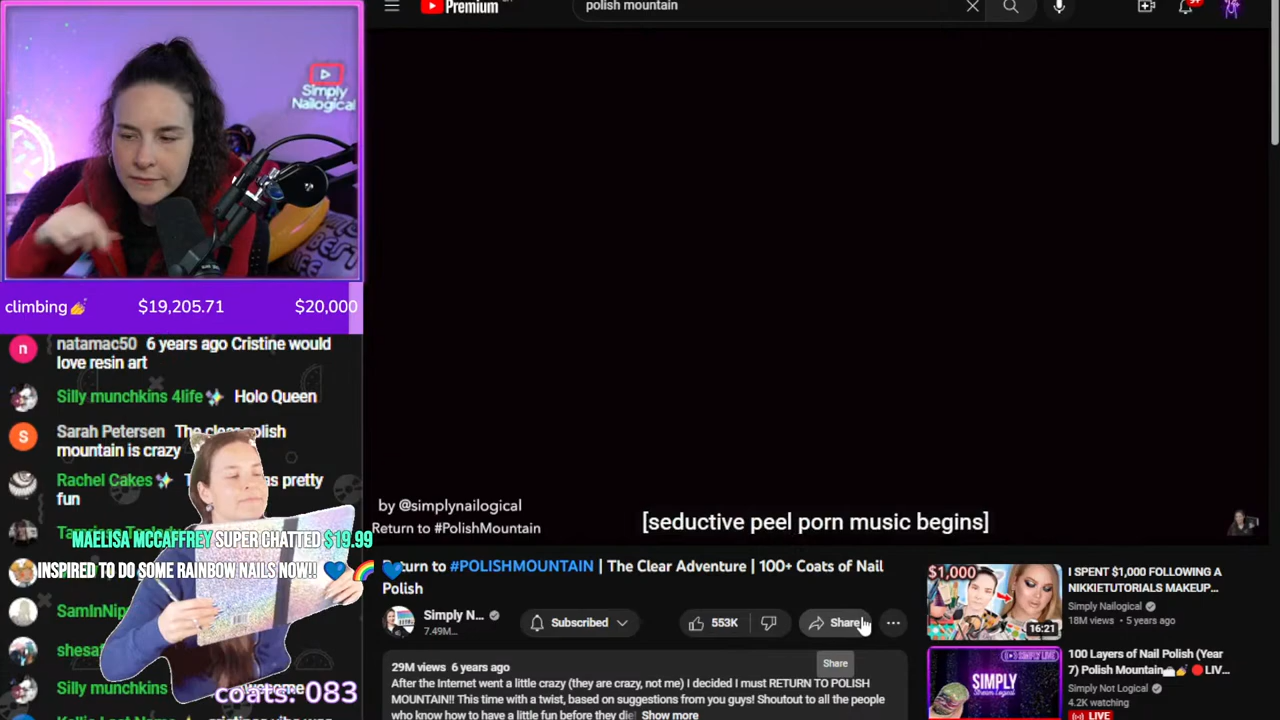 Premium
polish mountain
9+
Simply
Nailogical
climbing💅 $19,205.71 $20,000
n
natamac50 6 years ago Cristine would
love resin art
Silly munchkins 4life✨ Holo Queen
S
Sarah Petersen The clear polish
mountain is crazy
Rachel Cakes✨ T as pretty
fun
MAELISA MCCAFFREY SUPER CHATTED $19.99
INSPIRED TO DO SOME RAINBOW NAILS NOW!! 💙🌈💙
SamInNip
shesa
Silly munchkins
coats: 083
by @simplynailogical
Return to #PolishMountain
[seductive peel porn music begins]
Return to #POLISHMOUNTAIN | The Clear Adventure | 100+ Coats of Nail
Polish
Simply N...
7.49M...
Subscribed
553K
Share
Share
29M views 6 years ago
After the Internet went a little crazy (they are crazy, not me) I decided I must RETURN TO POLISH
MOUNTAIN!! This time with a twist, based on suggestions from you guys! Shoutout to all the people
who know how to have a little fun before they die! Show more
$1,000
16:21
I SPENT $1,000 FOLLOWING A
NIKKIETUTORIALS MAKEUP...
Simply Nailogical
18M views • 5 years ago
100 Layers of Nail Polish (Year
7) Polish Mountain🏔💅🔴LIV...
Simply Not Logical
4.2K watching
LIVE